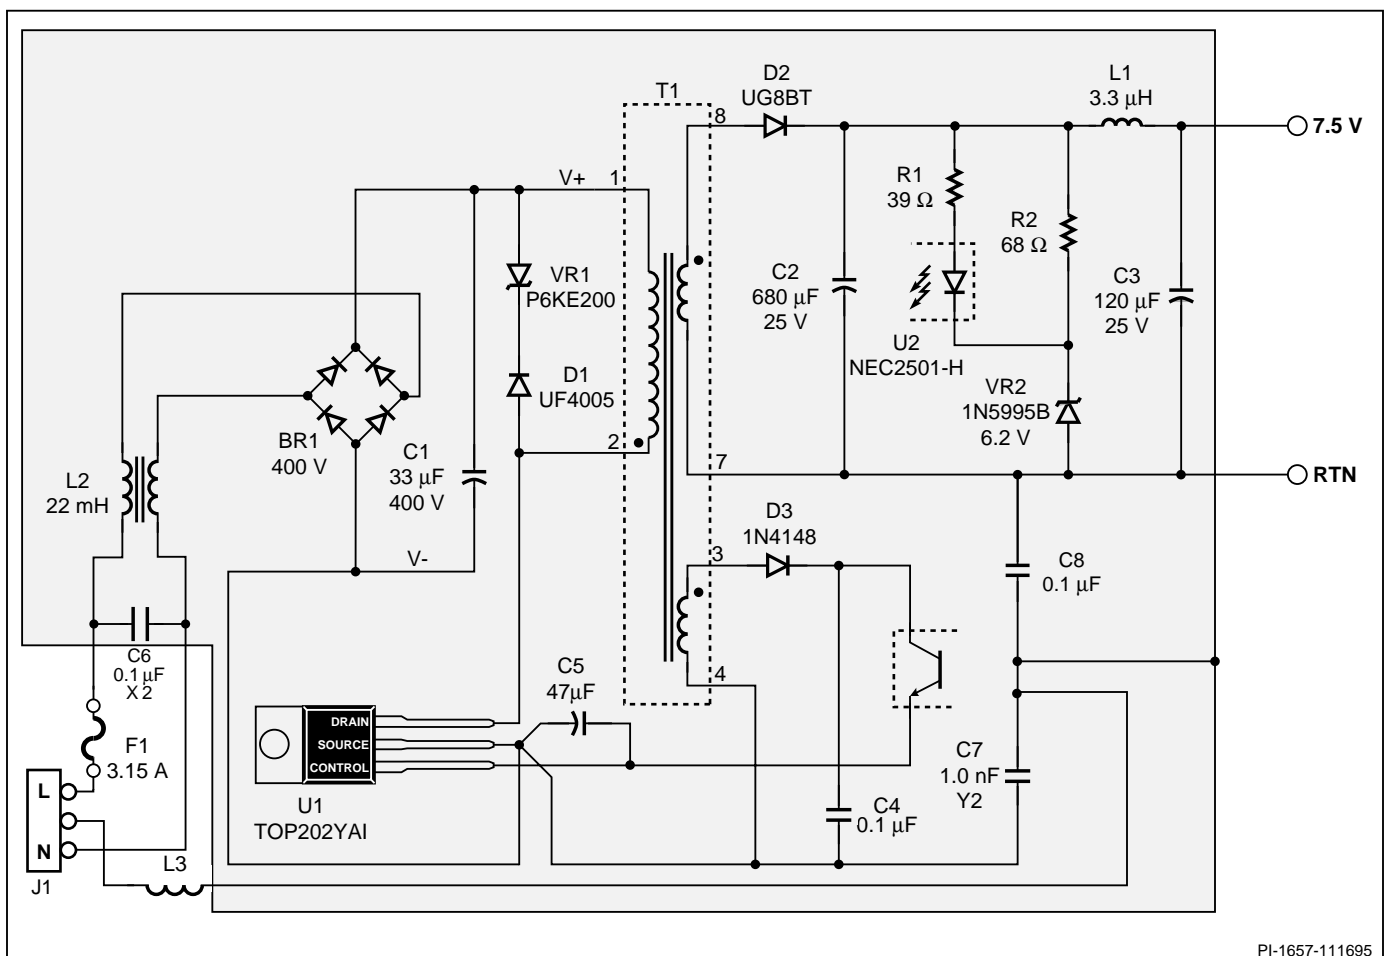 D2
UG8BT
L1
3.3 μH
T1
8
7.5 V
R1
39 Ω
V+
1
R2
68 Ω
VR1
P6KE200
C2
680 μF
25 V
C3
120 μF
25 V
U2
NEC2501-H
D1
UF4005
VR2
1N5995B
6.2 V
BR1
400 V
C1
33 μF
400 V
2
7
RTN
L2
22 mH
D3
1N4148
V-
3
C8
0.1 μF
C6
0.1 μF
X 2
C5
47μF
4
DRAIN
SOURCE
CONTROL
F1
3.15 A
C7
1.0 nF
Y2
L
N
J1
U1
TOP202YAI
C4
0.1 μF
L3
PI-1657-111695